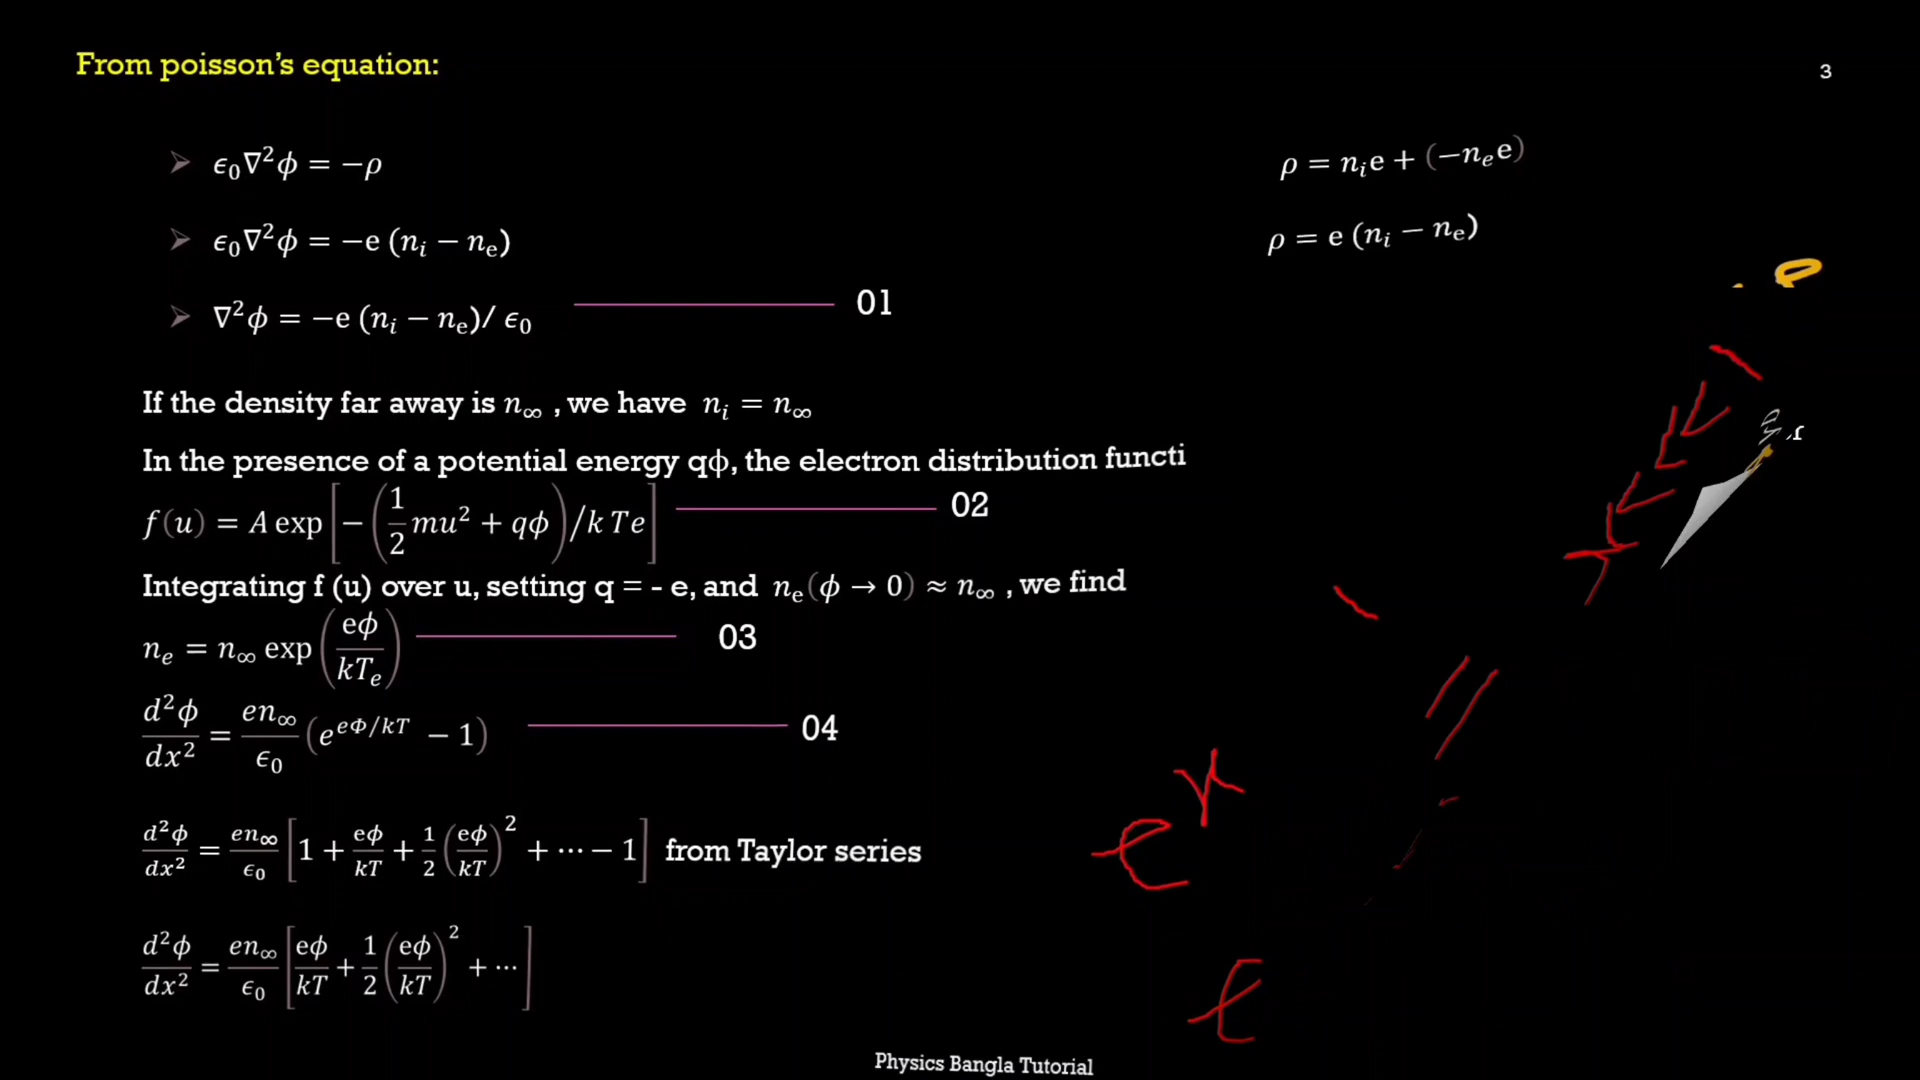 From poisson's equation:
3
➢ ϵ₀∇²ϕ = −ρ
ρ = nᵢe + (−nₑe)
➢ ϵ₀∇²ϕ = −e (nᵢ − nₑ)
ρ = e (nᵢ − nₑ)
➢ ∇²ϕ = −e (nᵢ − nₑ)/ ϵ₀
01
If the density far away is n∞ , we have nᵢ = n∞
In the presence of a potential energy qϕ, the electron distribution functi
f(u) = A exp[−(1/2 mu² + qϕ)/k Te]
02
Integrating f (u) over u, setting q = - e, and nₑ(ϕ → 0) ≈ n∞ , we find
nₑ = n∞ exp(eϕ/kTₑ)
03
d²ϕ/dx² = en∞/ϵ₀ (e^(eΦ/kT) − 1)
04
eˣ
d²ϕ/dx² = en∞/ϵ₀ [1 + eϕ/kT + 1/2 (eϕ/kT)² + ⋯ − 1] from Taylor series
d²ϕ/dx² = en∞/ϵ₀ [eϕ/kT + 1/2 (eϕ/kT)² + ⋯]
Physics Bangla Tutorial